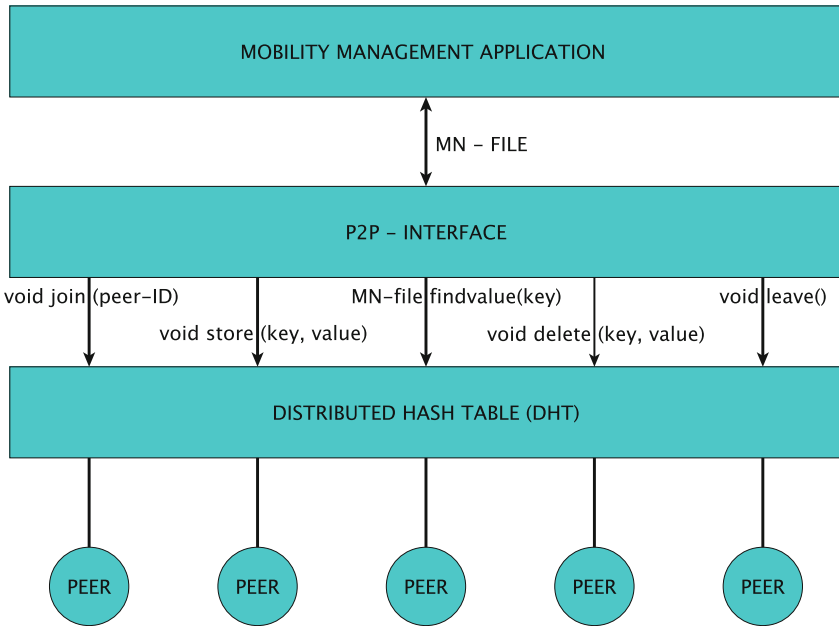 MOBILITY MANAGEMENT APPLICATION
MN – FILE
P2P – INTERFACE
void join (peer-ID)
MN-file findvalue(key)
void leave()
void store (key, value)
void delete (key, value)
DISTRIBUTED HASH TABLE (DHT)
PEER
PEER
PEER
PEER
PEER